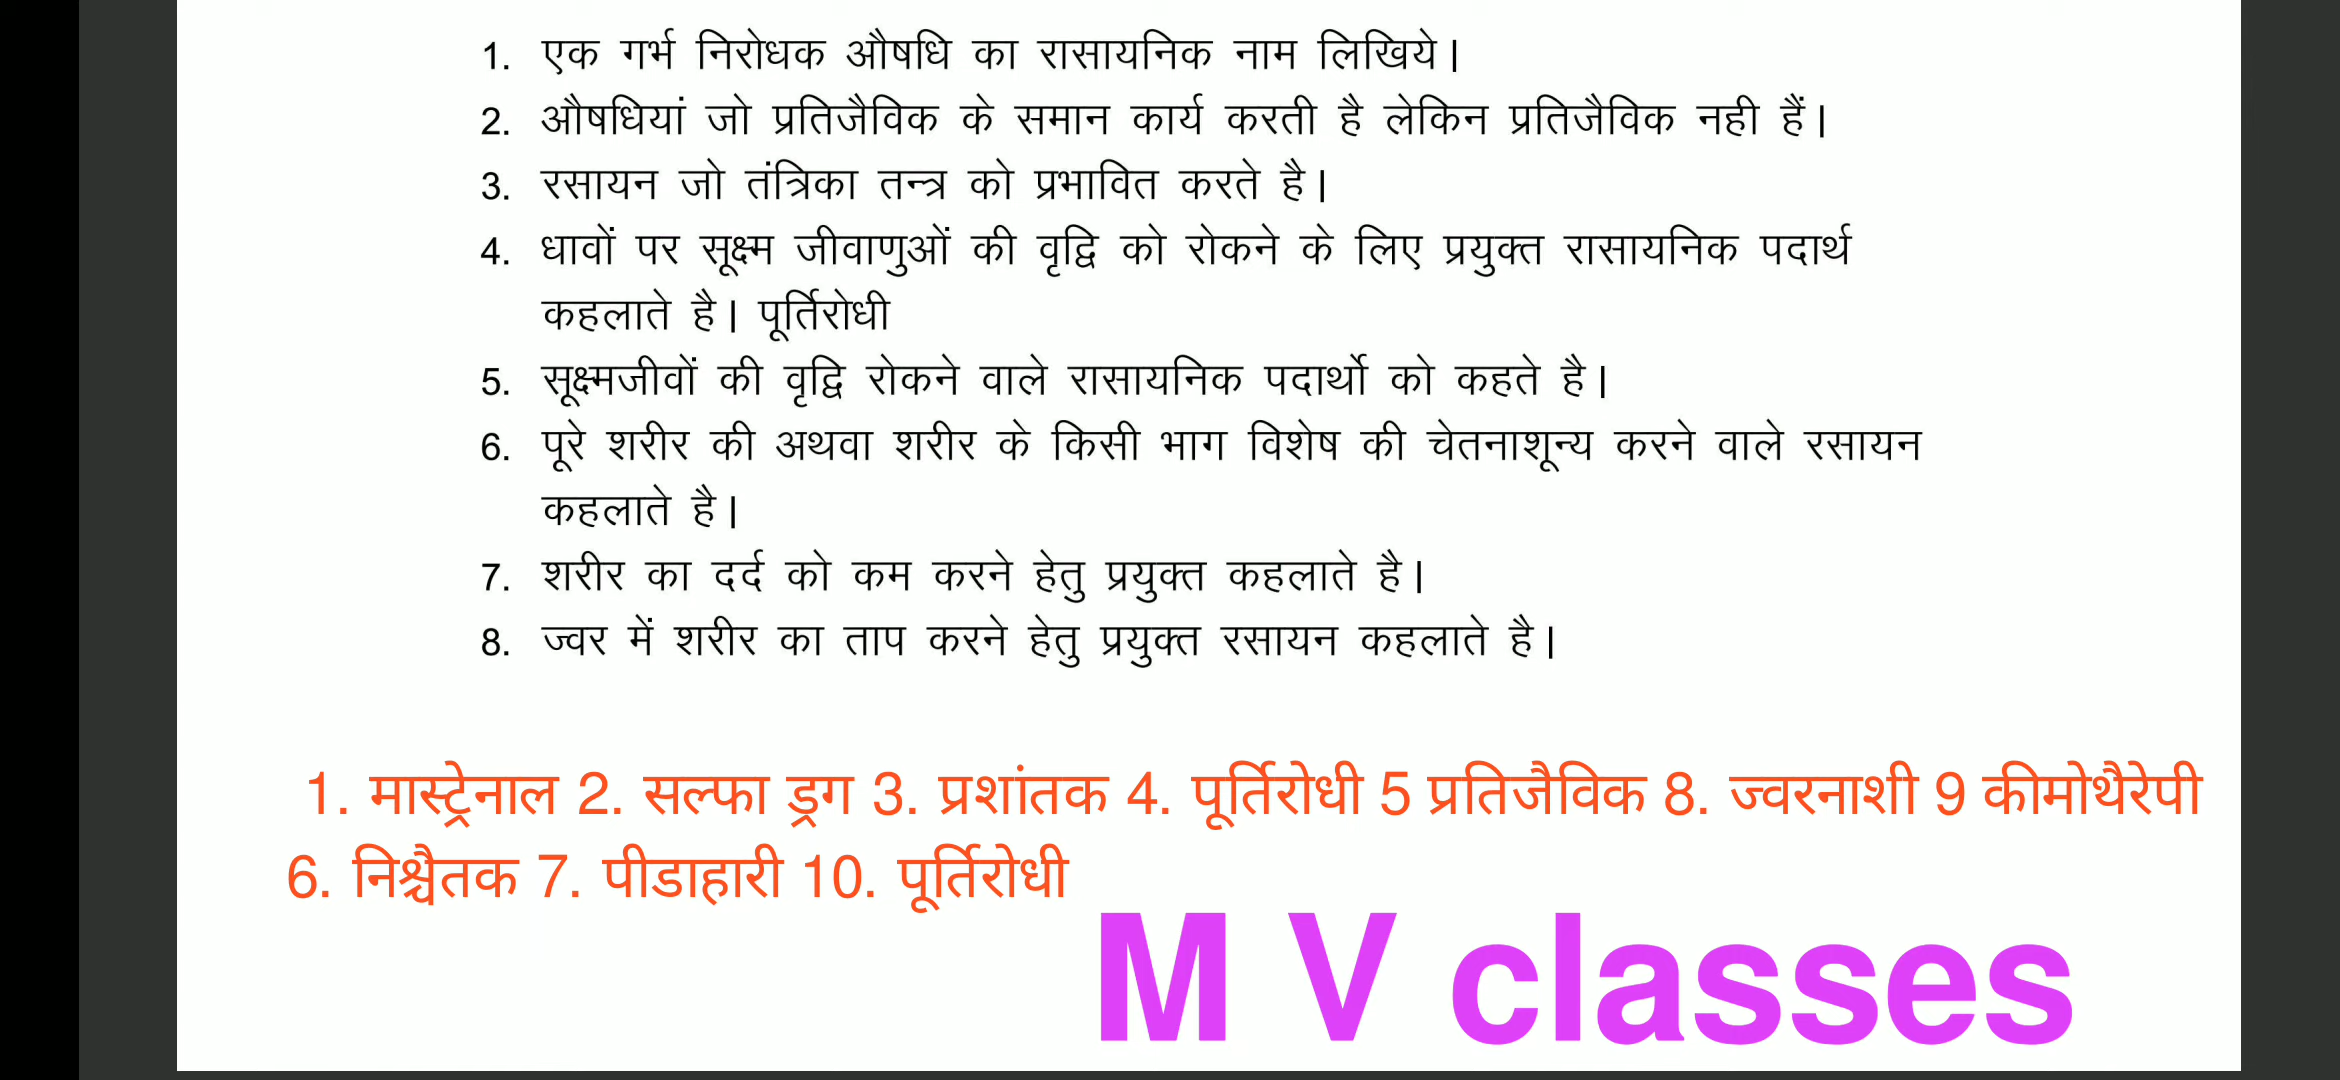 1. एक गर्भ निरोधक औषधि का रासायनिक नाम लिखिये।
2. औषधियां जो प्रतिजैविक के समान कार्य करती है लेकिन प्रतिजैविक नही हैं।
3. रसायन जो तंत्रिका तन्त्र को प्रभावित करते है।
4. धावों पर सूक्ष्म जीवाणुओं की वृद्वि को रोकने के लिए प्रयुक्त रासायनिक पदार्थ
कहलाते है। पूर्तिरोधी
5. सूक्ष्मजीवों की वृद्वि रोकने वाले रासायनिक पदार्थो को कहते है।
6. पूरे शरीर की अथवा शरीर के किसी भाग विशेष की चेतनाशून्य करने वाले रसायन
कहलाते है।
7. शरीर का दर्द को कम करने हेतु प्रयुक्त कहलाते है।
8. ज्वर में शरीर का ताप करने हेतु प्रयुक्त रसायन कहलाते है।
1. मास्ट्रेनाल 2. सल्फा ड्रग 3. प्रशांतक 4. पूर्तिरोधी 5 प्रतिजैविक 8. ज्वरनाशी 9 कीमोथैरेपी
6. निश्चैतक 7. पीडाहारी 10. पूर्तिरोधी
M V classes